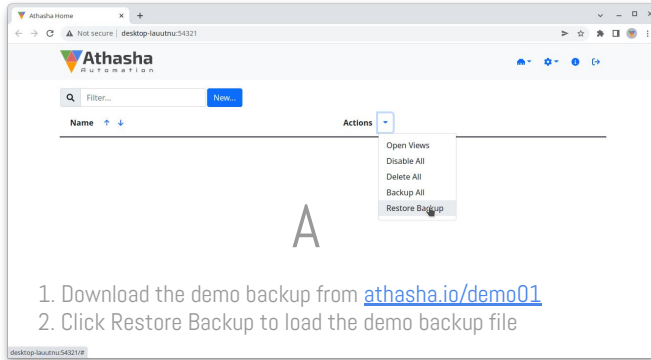 Athasha Home
Not secure | desktop-lauutnu:54321
Athasha
Automation
Filter...
New...
Name
Actions
Open Views
Disable All
Delete All
Backup All
Restore Backup
A
1. Download the demo backup from athasha.io/demo01
2. Click Restore Backup to load the demo backup file
desktop-lauutnu:54321/#